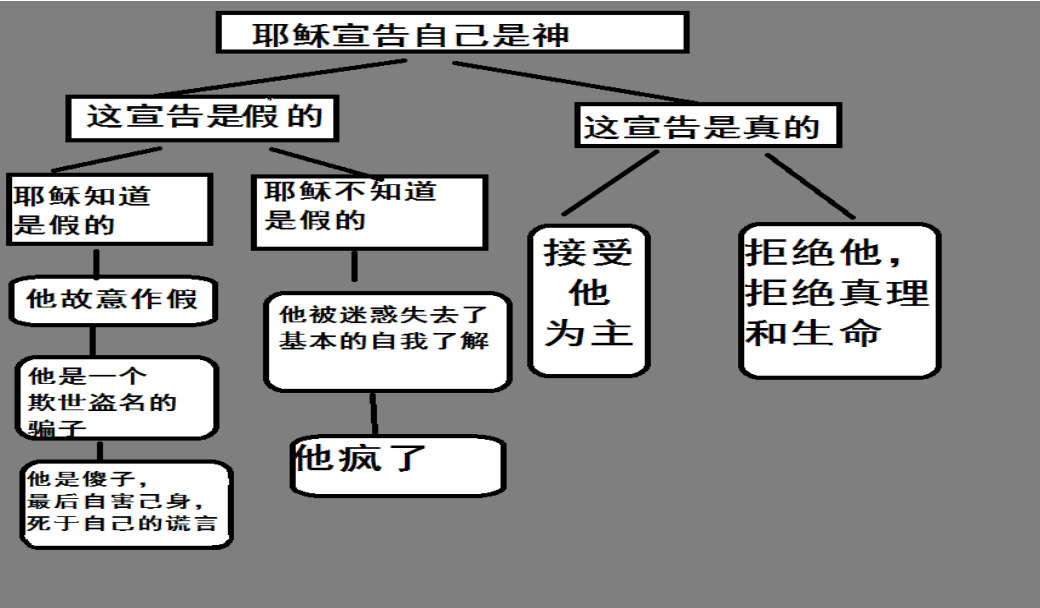 耶稣宣告自己是神
这宣告是假的
这宣告是真的
耶稣知道
是假的
耶稣不知道
是假的
接受
他
为主
拒绝他，
拒绝真理
和生命
他故意作假
他被迷惑失去了
基本的自我了解
他是一个
欺世盗名的
骗子
他疯了
他是傻子，
最后自害己身，
死于自己的谎言